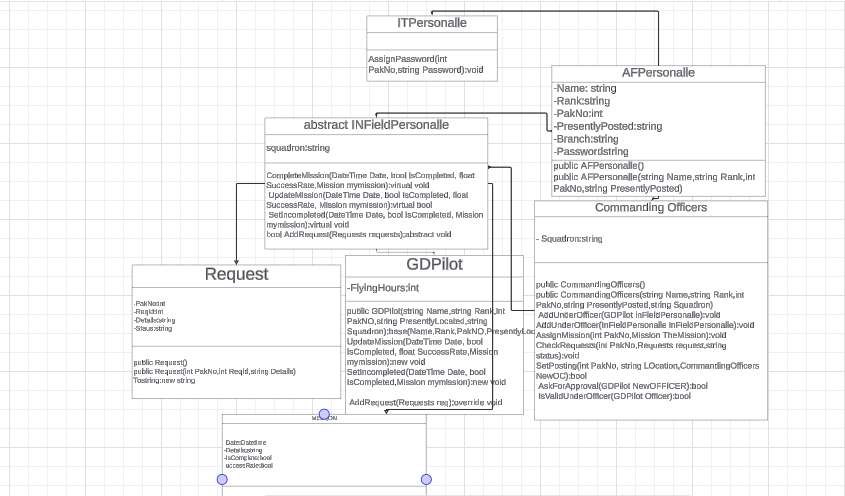 ITPersonalle
AssignPassword(int
PakNo,string Password):void
AFPersonalle
-Name: string
-Rank:string
-PakNo:int
-PresentlyPosted:string
-Branch:string
-Passwordstring
public AFPersonalle()
public AFPersonalle(string Name,string Rank,int
PakNo,string PresentlyPosted)
abstract INFieldPersonalle
squadron:string
CompleteMission(DateTime Date, bool IsCompleted, float
SuccessRate,Mission mymission):virtual void
UpdateMission(DateTime Date, bool IsCompleted, float
SuccessRate, Mission mymission):virtual bool
SetIncompleted(DateTime Date, bool IsCompleted, Mission
mymission):virtual void
bool AddRequest(Requests requests):abstract void
Commanding Officers
- Squadron:string
public CommandingOfficers()
public CommandingOfficers(string Name,string Rank,int
PakNo,string PresentlyPosted,string Squadron)
AddUnderOfficer(GDPilot inFieldPersonalle):void
AddUnderOfficer(InFieldPersonalle InFieldPersonalle):void
AssignMission(int PakNo,Mission TheMission):void
CheckRequests(int PakNo,Requests request,string
status):void
SetPosting(int PakNo, string LOcation,CommandingOfficers
NewOC):bool
AskForApproval(GDPilot NewOFFICER):bool
IsValidUnderOfficer(GDPilot Officer):bool
Request
-PakNo:int
-ReqId:int
-Details:string
-Staus:string
public Request()
public Request(int PakNo,int ReqId,string Details)
Tostring:new string
GDPilot
-FlyingHours:int
public GDPilot(string Name,string Rank,int
PakNO,string PresentlyLocated,string
Squadron):base(Name,Rank,PakNO,PresentlyLoc
UpdateMission(DateTime Date, bool
IsCompleted, float SuccessRate,Mission
mymission):new void
SetIncompleted(DateTime Date, bool
IsCompleted,Mission mymission):new void
AddRequest(Requests req):override void
Date:Datetime
-Details:string
-IsComplete:bool